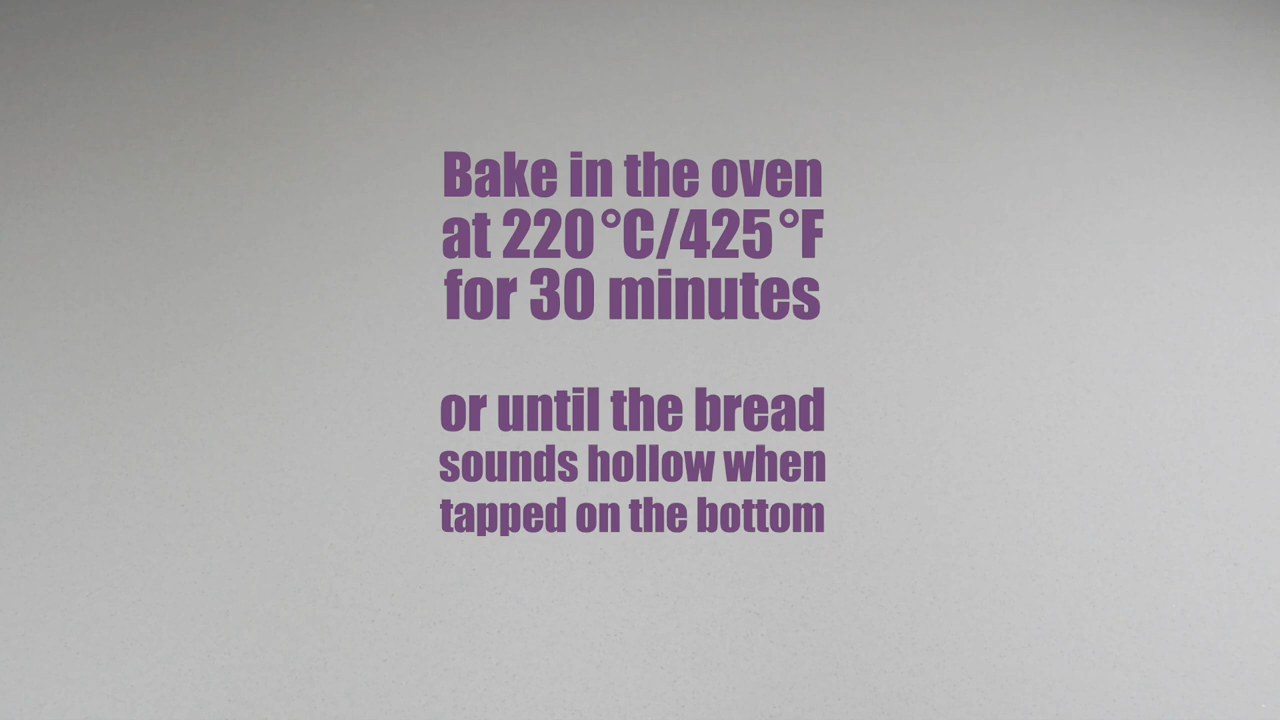 Bake in the oven
at 220°C/425°F
for 30 minutes
or until the bread
sounds hollow when
tapped on the bottom